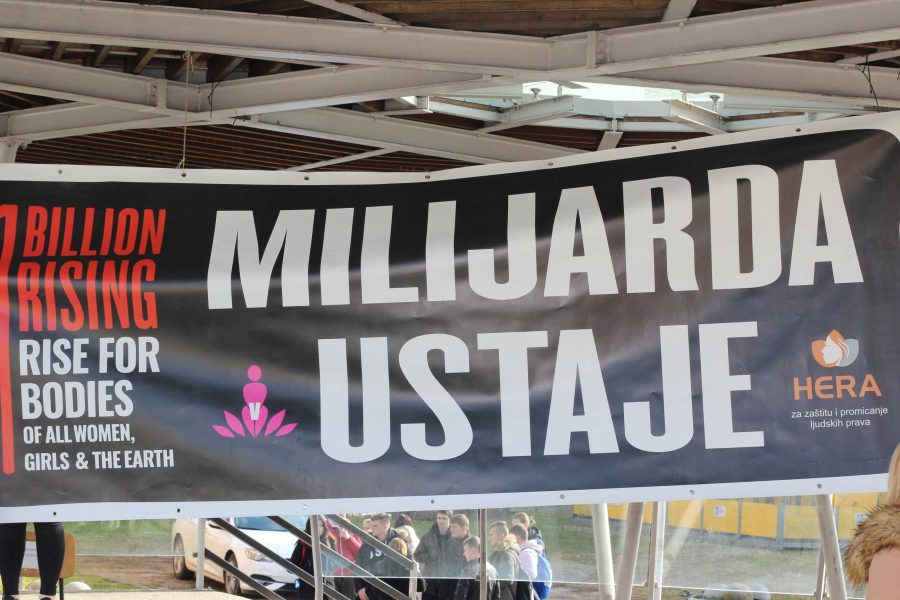 1 BILLION
RISING
RISE FOR
BODIES
OF ALL WOMEN,
GIRLS & THE EARTH
V
MILIJARDA
USTAJE
HERA
za zaštitu i promicanje
ljudskih prava